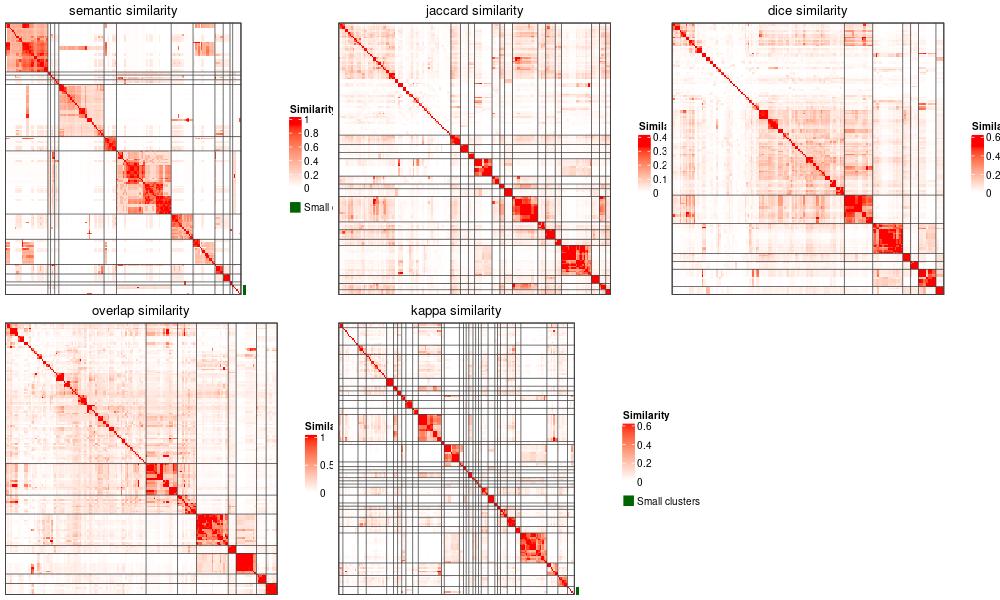 semantic similarity
Similarity
1
0.8
0.6
0.4
0.2
0
Small
jaccard similarity
0.4
0.3
0.2
0.1
0
dice similarity
0.6
0.4
0.2
0
overlap similarity
1
0.5
0
kappa similarity
Similarity
0.6
0.4
0.2
0
Small clusters